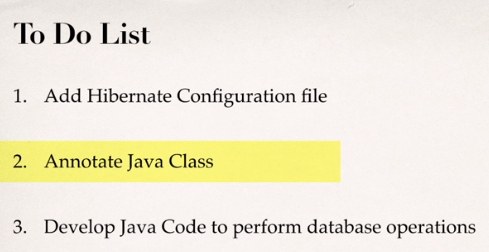 To Do List
1. Add Hibernate Configuration file
2. Annotate Java Class
3. Develop Java Code to perform database operations